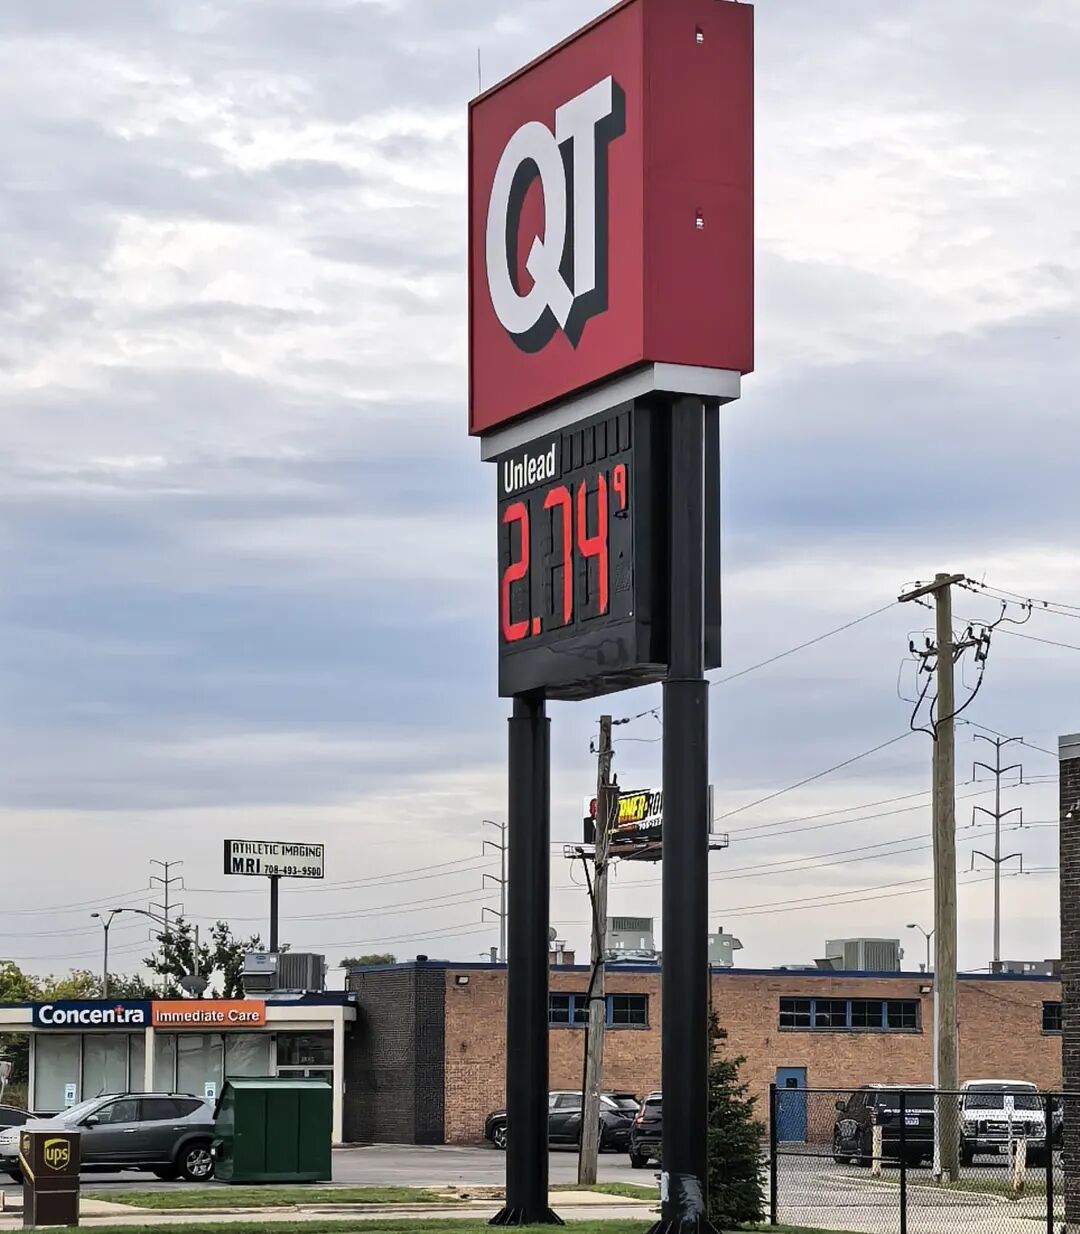 QT
Unlead
2.74⁹
ATHLETIC IMAGING
MRI 708-493-9500
Concentra Immediate Care
ups